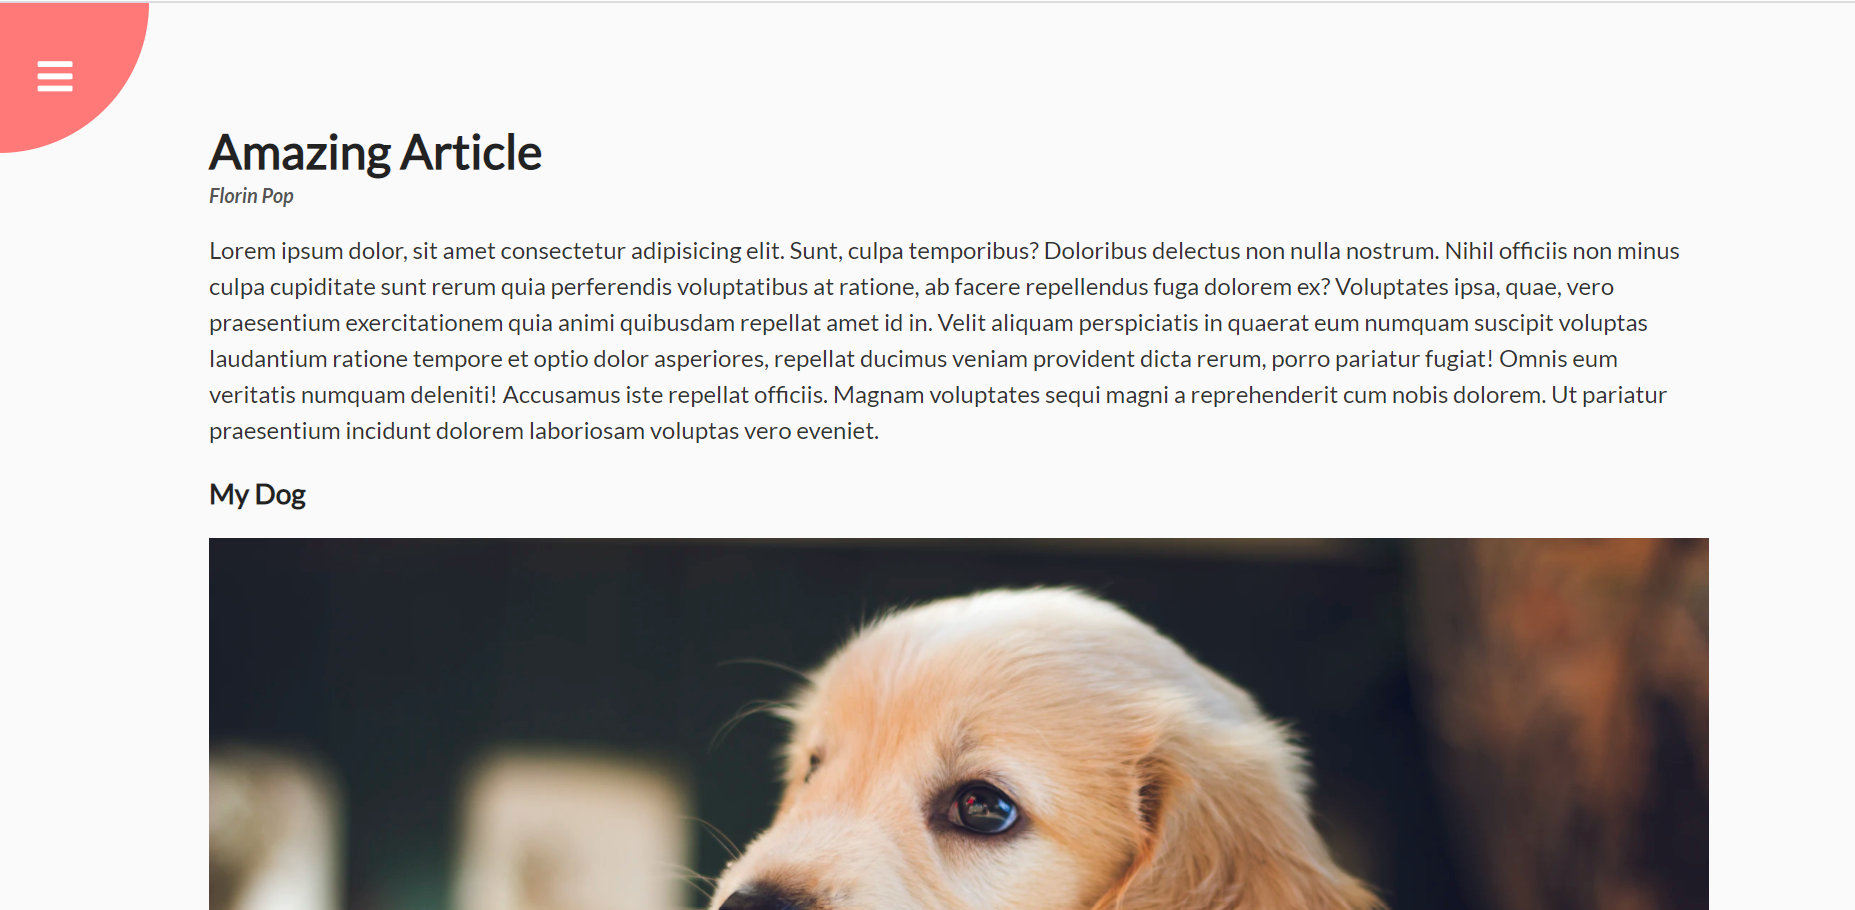 Amazing Article
Florin Pop
Lorem ipsum dolor, sit amet consectetur adipisicing elit. Sunt, culpa temporibus? Doloribus delectus non nulla nostrum. Nihil officiis non minus
culpa cupiditate sunt rerum quia perferendis voluptatibus at ratione, ab facere repellendus fuga dolorem ex? Voluptates ipsa, quae, vero
praesentium exercitationem quia animi quibusdam repellat amet id in. Velit aliquam perspiciatis in quaerat eum numquam suscipit voluptas
laudantium ratione tempore et optio dolor asperiores, repellat ducimus veniam provident dicta rerum, porro pariatur fugiat! Omnis eum
veritatis numquam deleniti! Accusamus iste repellat officiis. Magnam voluptates sequi magni a reprehenderit cum nobis dolorem. Ut pariatur
praesentium incidunt dolorem laboriosam voluptas vero eveniet.
My Dog